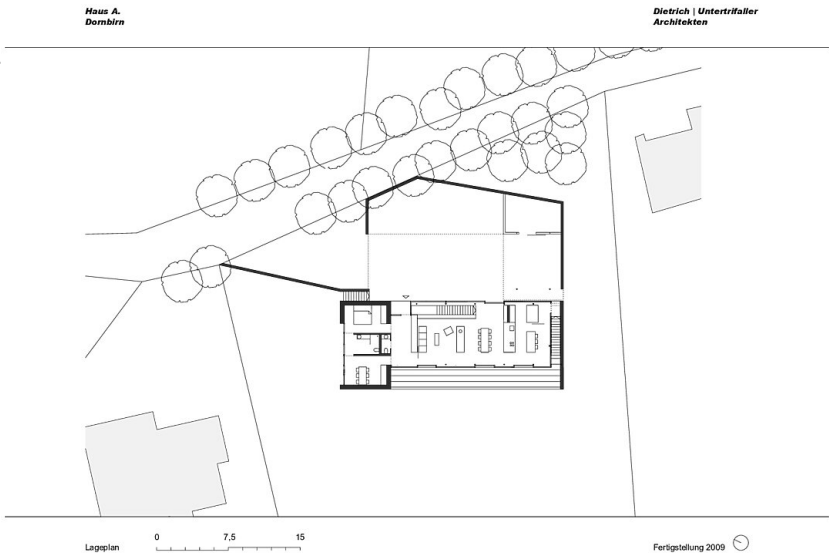 Haus A.
Dornbirn
Dietrich | Untertrifaller
Architekten
0 7,5 15
Lageplan
Fertigstellung 2009